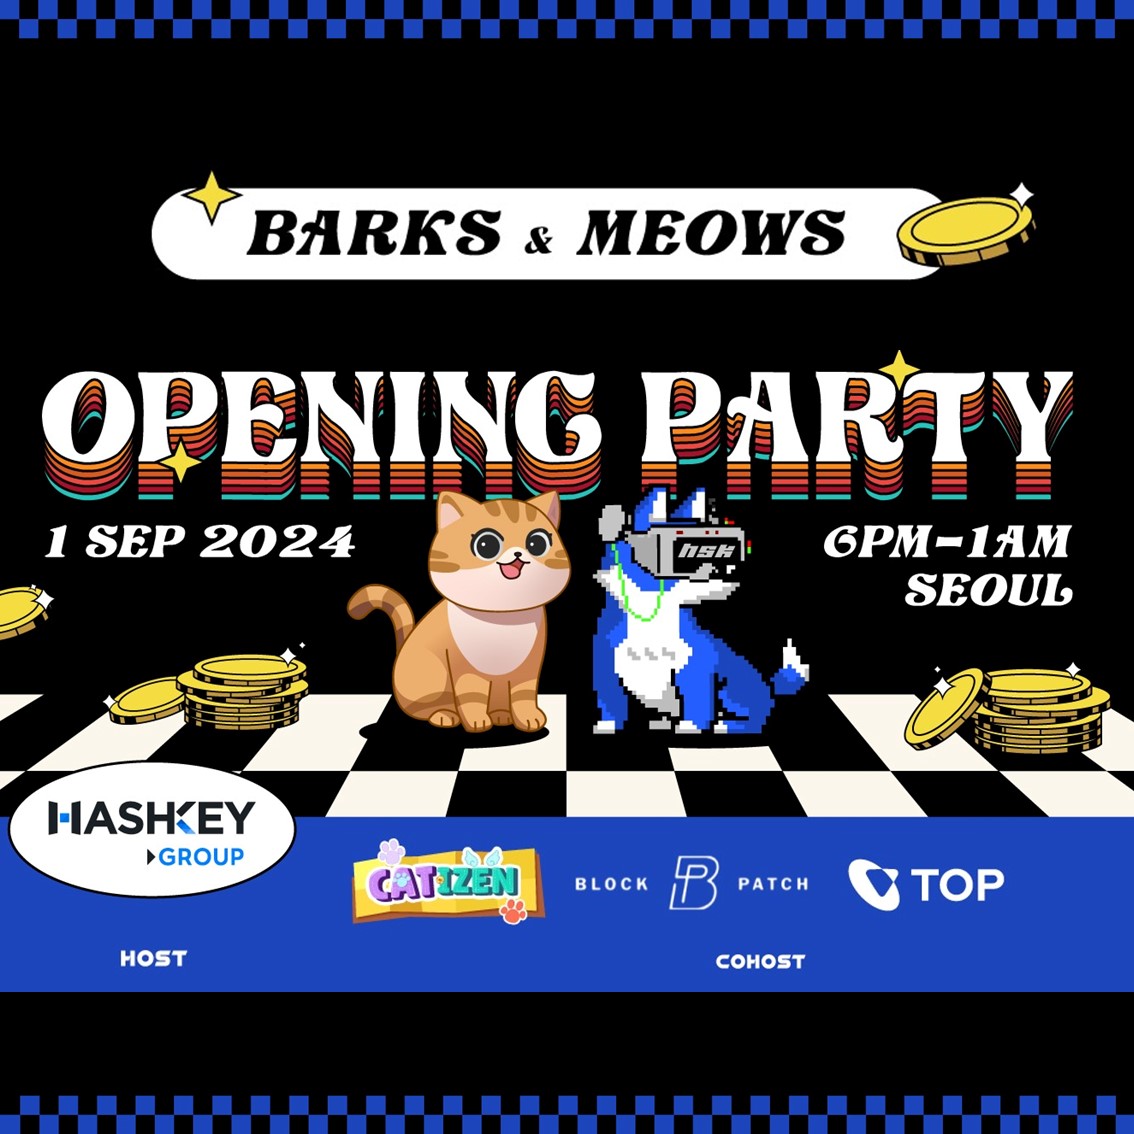 BARKS & MEOWS
OPENING PARTY
1 SEP 2024
6PM-1AM
SEOUL
hsk
HASHKEY
GROUP
CATIZEN
BLOCK B PATCH
TOP
HOST
COHOST